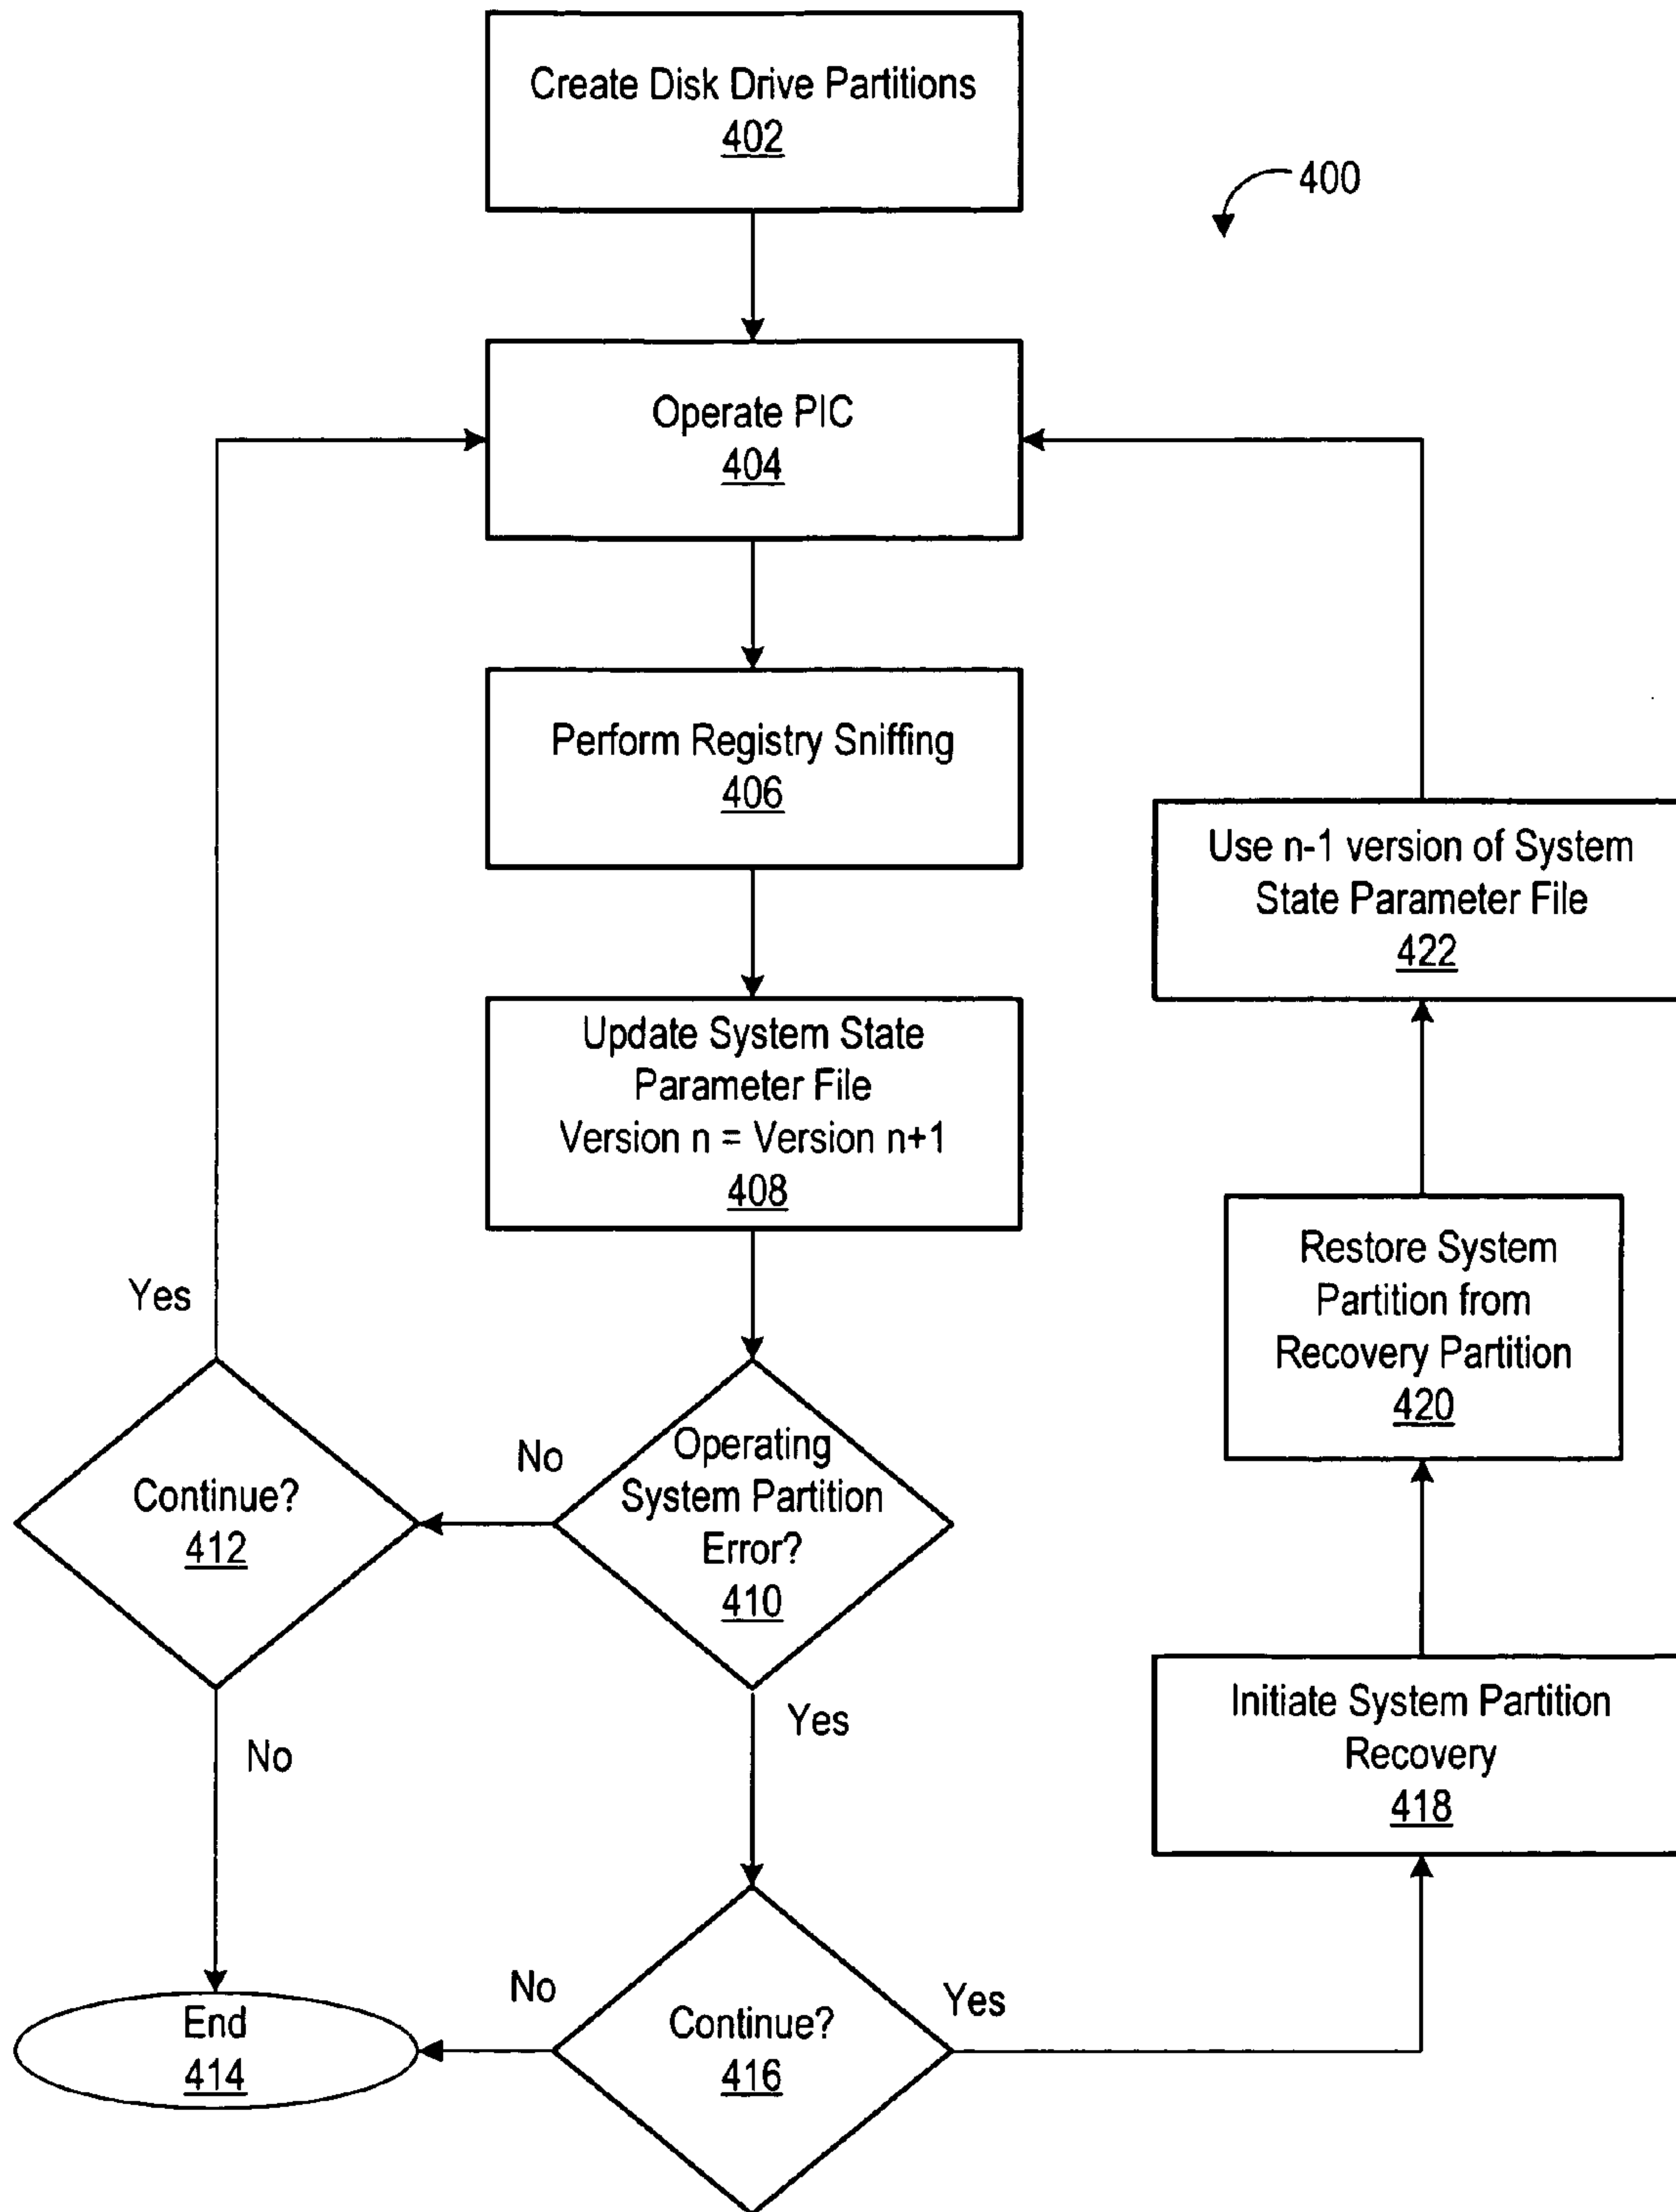 Create Disk Drive Partitions
402
400
Operate PIC
404
Perform Registry Sniffing
406
Use n-1 version of System
State Parameter File
422
Update System State
Parameter File
Version n = Version n+1
408
Restore System
Partition from
Recovery Partition
420
Yes
Continue?
412
No
Operating
System Partition
Error?
410
Yes
No
Initiate System Partition
Recovery
418
End
414
No
Continue?
416
Yes